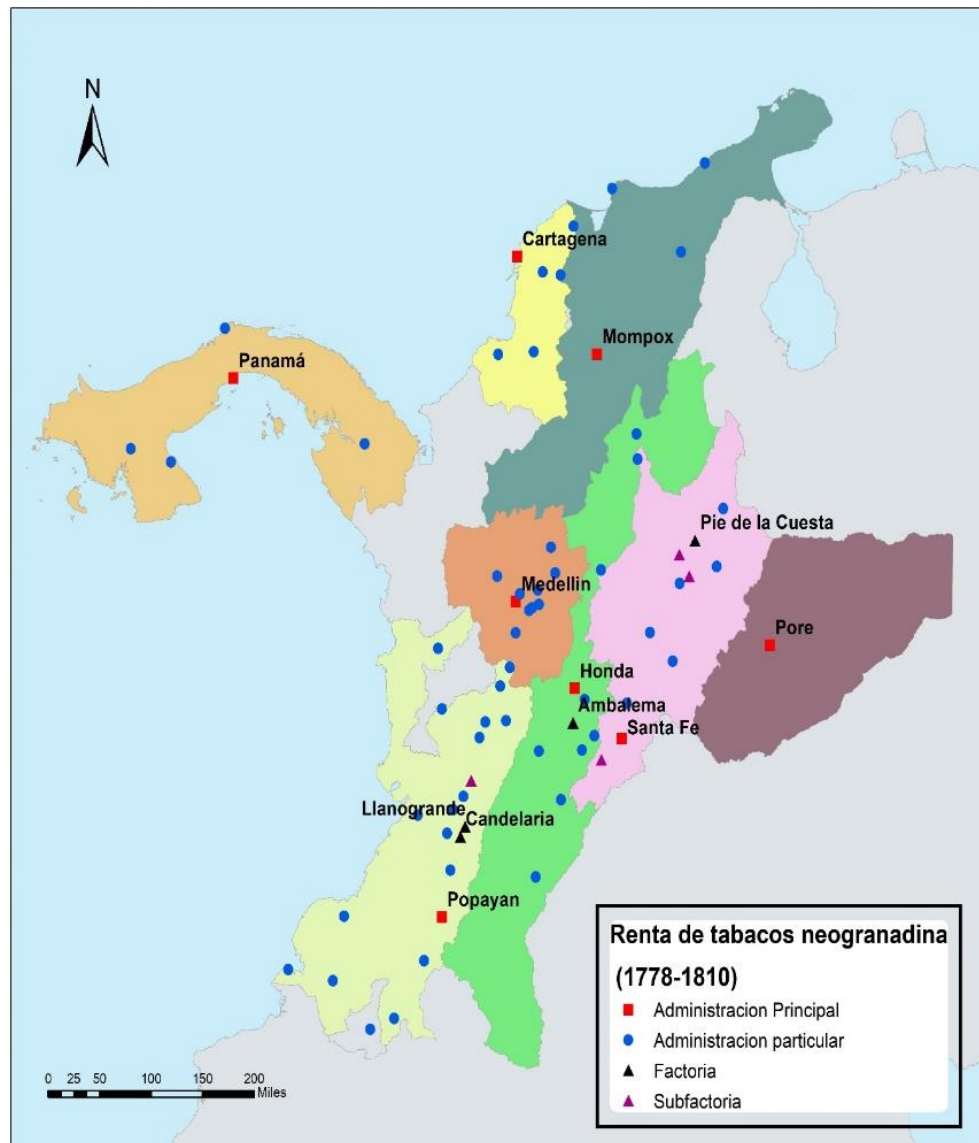 N
Cartagena
Mompox
Panamá
Pie de la Cuesta
Medellin
Pore
Honda
Ambalema
Santa Fe
Llanogrande
Candelaria
Popayan
Renta de tabacos neogranadina
(1778-1810)
Administracion Principal
Administracion particular
Factoria
Subfactoria
0 25 50 100 150 200
Miles